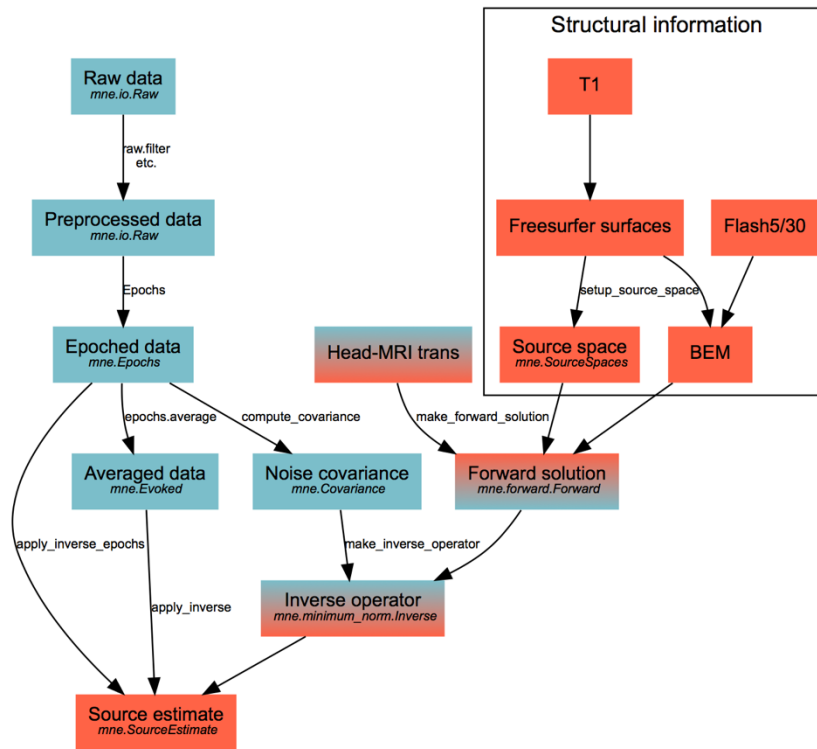 Structural information
Raw data
mne.io.Raw
T1
raw.filter
etc.
Preprocessed data
mne.io.Raw
Freesurfer surfaces
Flash5/30
Epochs
setup_source_space
Epoched data
mne.Epochs
Head-MRI trans
Source space
mne.SourceSpaces
BEM
epochs.average
compute_covariance
make_forward_solution
Averaged data
mne.Evoked
Noise covariance
mne.Covariance
Forward solution
mne.forward.Forward
apply_inverse_epochs
make_inverse_operator
Inverse operator
mne.minimum_norm.Inverse
apply_inverse
Source estimate
mne.SourceEstimate